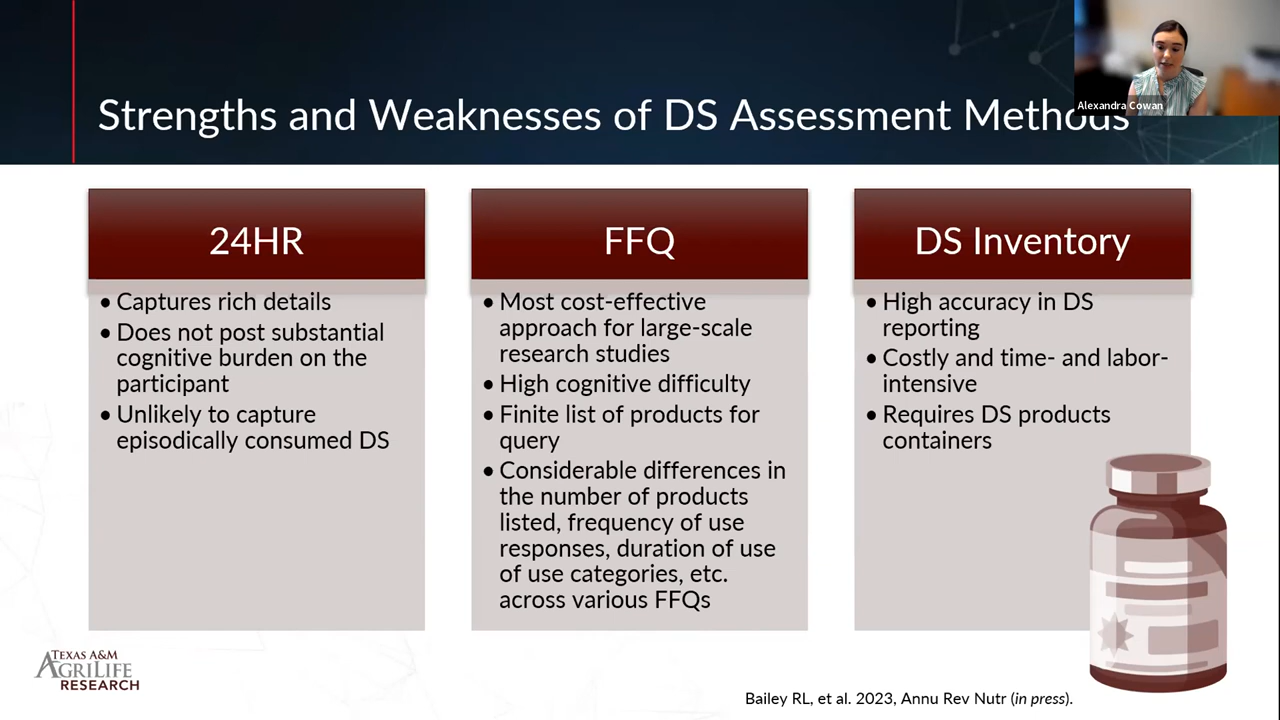 Alexandra Cowan
Strengths and Weaknesses of DS Assessment Methods
24HR
• Captures rich details
• Does not post substantial
cognitive burden on the
participant
• Unlikely to capture
episodically consumed DS
FFQ
• Most cost-effective
approach for large-scale
research studies
• High cognitive difficulty
• Finite list of products for
query
• Considerable differences in
the number of products
listed, frequency of use
responses, duration of use
of use categories, etc.
across various FFQs
DS Inventory
• High accuracy in DS
reporting
• Costly and time- and labor-
intensive
• Requires DS products
containers
TEXAS A&M
AGRILIFE
RESEARCH
Bailey RL, et al. 2023, Annu Rev Nutr (in press).